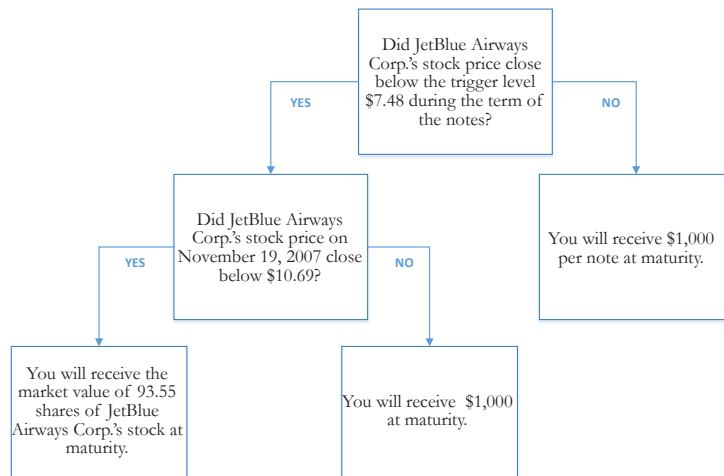 Did JetBlue Airways
Corp.'s stock price close
below the trigger level
$7.48 during the term of
the notes?
YES
NO
Did JetBlue Airways
Corp.'s stock price on
November 19, 2007 close
below $10.69?
You will receive $1,000
per note at maturity.
YES
NO
You will receive the
market value of 93.55
shares of JetBlue
Airways Corp.'s stock at
maturity.
You will receive $1,000
at maturity.